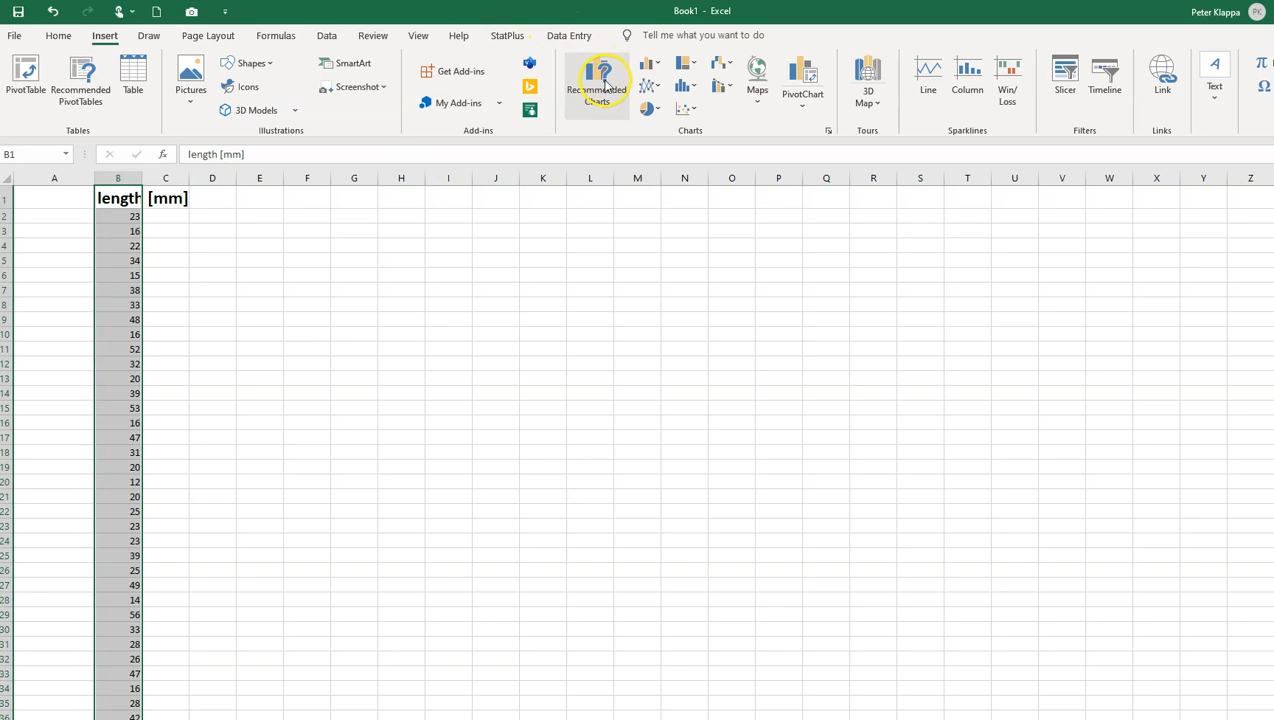 Book1 - Excel
Peter Klappa
PK
File Home Insert Draw Page Layout Formulas Data Review View Help StatPlus Data Entry Tell me what you want to do
PivotTable
Recommended
PivotTables
Table
Tables
Pictures
Shapes
Icons
3D Models
SmartArt
Screenshot
Illustrations
Get Add-ins
My Add-ins
Add-ins
Recommended
Charts
Maps
PivotChart
Charts
3D
Map
Tours
Line
Column
Win/
Loss
Sparklines
Slicer
Timeline
Filters
Link
Links
Text
B1 fx length [mm]
A B C D E F G H I J K L M N O P Q R S T U V W X Y Z
1 length [mm]
2 23
3 16
4 22
5 34
6 15
7 38
8 33
9 48
10 16
11 52
12 32
13 20
14 39
15 53
16 16
17 47
18 31
19 20
20 12
21 20
22 25
23 23
24 23
25 39
26 25
27 49
28 14
29 56
30 33
31 28
32 26
33 47
34 16
35 28
36 42